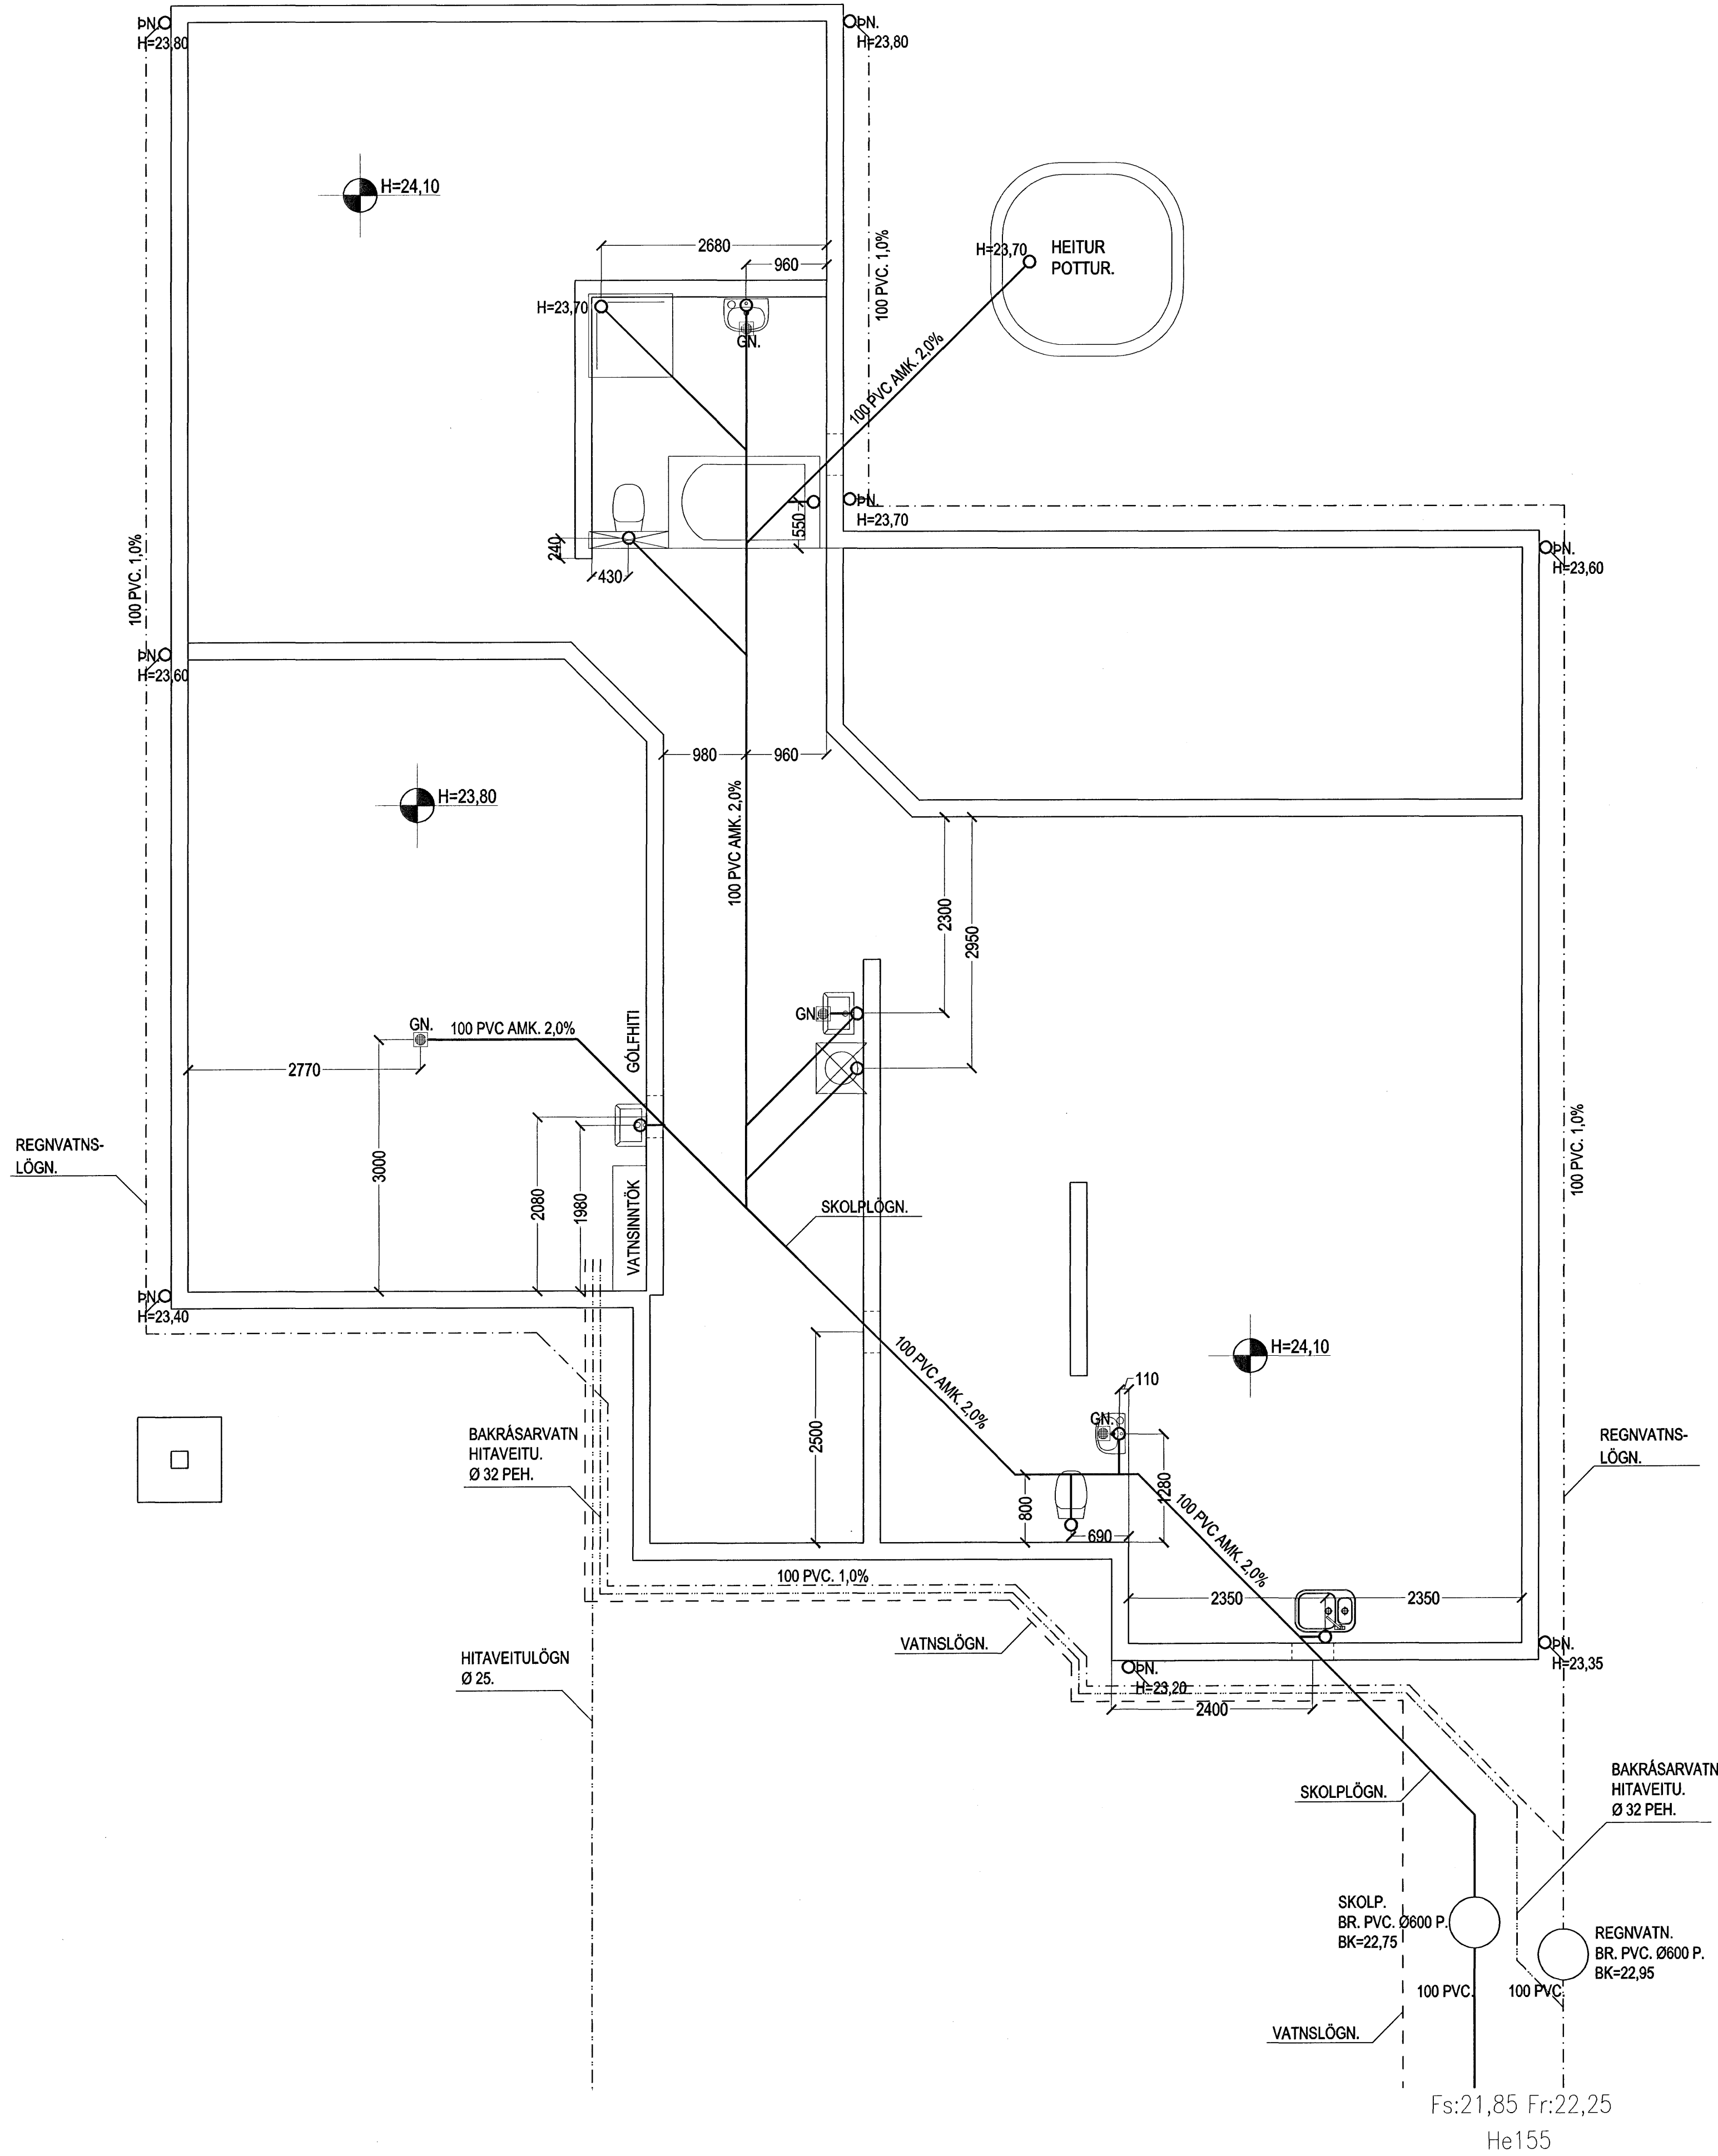 ÞN.
H=23,80
ÞN.
H=23,80
H=24,10
2680
960
H=23,70
HEITUR
POTTUR.
100 PVC. 1,0%
H=23,70
GN.
100 PVC AMK. 2,0%
ÞN.
H=23,70
550
240
430
ÞN.
H=23,60
100 PVC. 1,0%
ÞN.
H=23,60
980
960
H=23,80
100 PVC AMK. 2,0%
2300
2950
GN.
GN.
100 PVC AMK. 2,0%
GÓLFHITI
2770
REGNVATNS-
LÖGN.
3000
2080
1980
VATNSINNTÖK
SKOLPLÖGN.
100 PVC. 1,0%
ÞN.
H=23,40
100 PVC AMK. 2,0%
H=24,10
110
GN.
2500
BAKRÁSARVATN
HITAVEITU.
Ø 32 PEH.
REGNVATNS-
LÖGN.
800
1280
690
100 PVC AMK. 2,0%
100 PVC. 1,0%
2350
2350
VATNSLÖGN.
HITAVEITULÖGN
Ø 25.
ÞN.
H=23,20
ÞN.
H=23,35
2400
SKOLPLÖGN.
BAKRÁSARVATN
HITAVEITU.
Ø 32 PEH.
SKOLP.
BR. PVC. Ø600 P.
BK=22,75
REGNVATN.
BR. PVC. Ø600 P.
BK=22,95
100 PVC.
100 PVC.
VATNSLÖGN.
Fs:21,85 Fr:22,25
He155